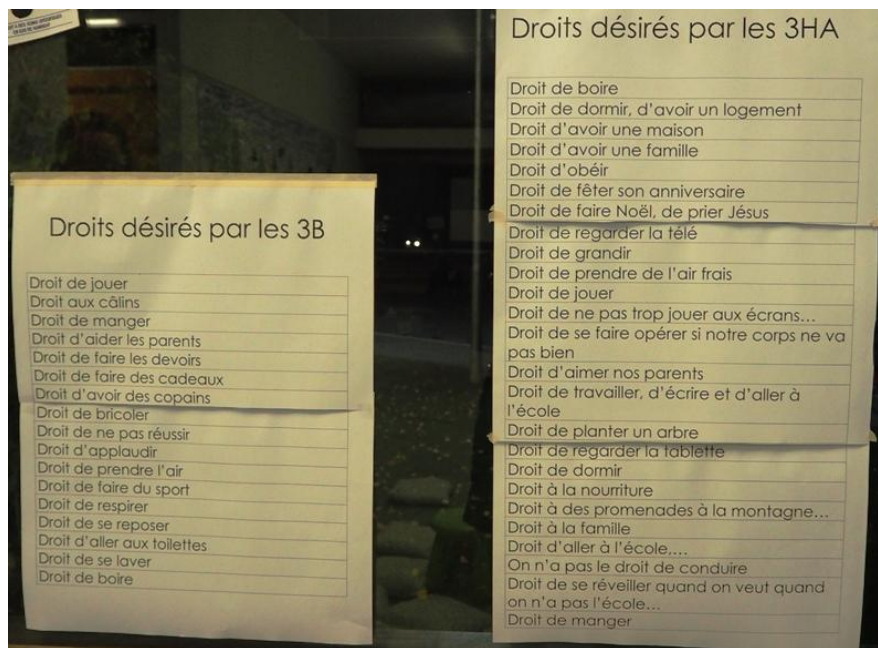 Droits désirés par les 3B
Droit de jouer
Droit aux câlins
Droit de manger
Droit d'aider les parents
Droit de faire les devoirs
Droit de faire des cadeaux
Droit d'avoir des copains
Droit de bricoler
Droit de ne pas réussir
Droit d'applaudir
Droit de prendre l'air
Droit de faire du sport
Droit de respirer
Droit de se reposer
Droit d'aller aux toilettes
Droit de se laver
Droit de boire
Droits désirés par les 3HA
Droit de boire
Droit de dormir, d'avoir un logement
Droit d'avoir une maison
Droit d'avoir une famille
Droit d'obéir
Droit de fêter son anniversaire
Droit de faire Noël, de prier Jésus
Droit de regarder la télé
Droit de grandir
Droit de prendre de l'air frais
Droit de jouer
Droit de ne pas trop jouer aux écrans...
Droit de se faire opérer si notre corps ne va
pas bien
Droit d'aimer nos parents
Droit de travailler, d'écrire et d'aller à
l'école
Droit de planter un arbre
Droit de regarder la tablette
Droit de dormir
Droit à la nourriture
Droit à des promenades à la montagne...
Droit à la famille
Droit d'aller à l'école,...
On n'a pas le droit de conduire
Droit de se réveiller quand on veut quand
on n'a pas l'école...
Droit de manger